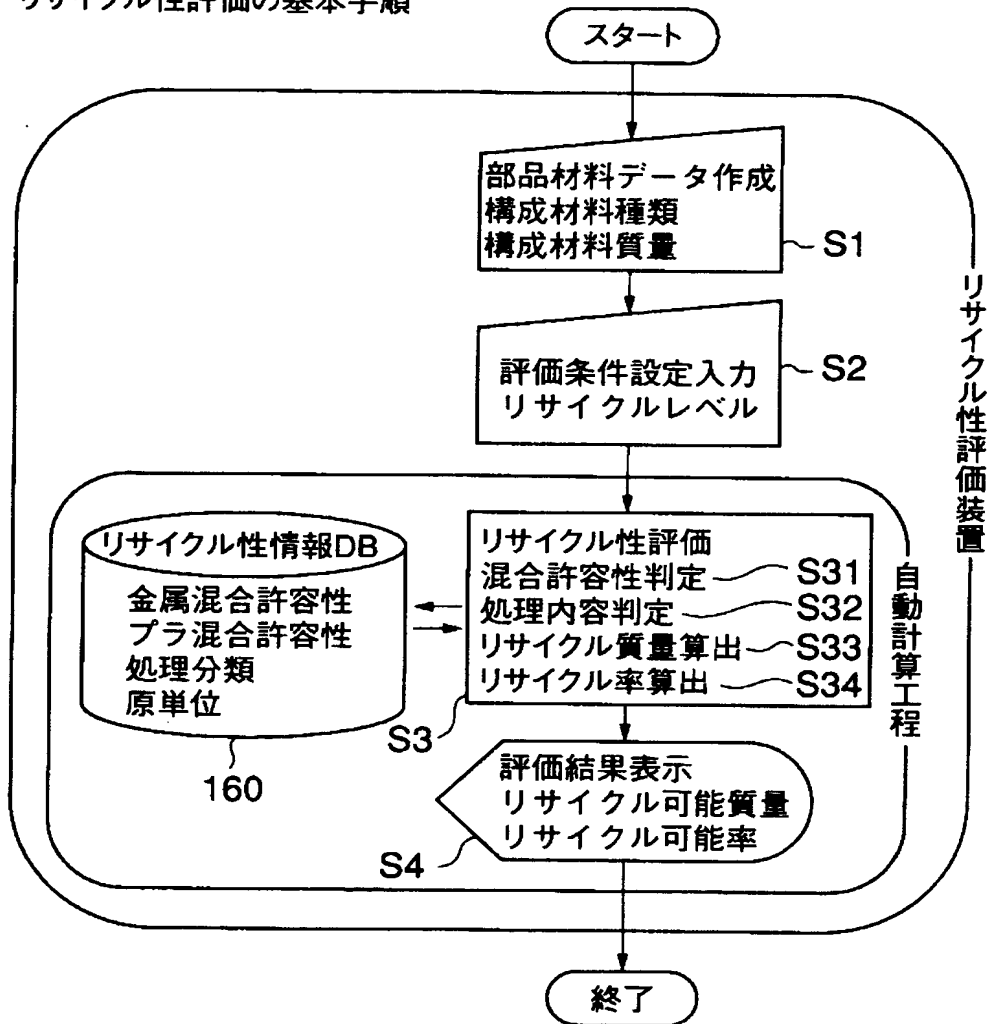 リサイクル性評価の基本手順
スタート
部品材料データ作成
構成材料種類
構成材料質量
S1
評価条件設定入力
リサイクルレベル
S2
リサイクル性評価装置
自動計算工程
リサイクル性情報DB
金属混合許容性
プラ混合許容性
処理分類
原単位
160
リサイクル性評価
混合許容性判定
S31
処理内容判定
S32
リサイクル質量算出
S33
リサイクル率算出
S34
S3
評価結果表示
リサイクル可能質量
リサイクル可能率
S4
終了